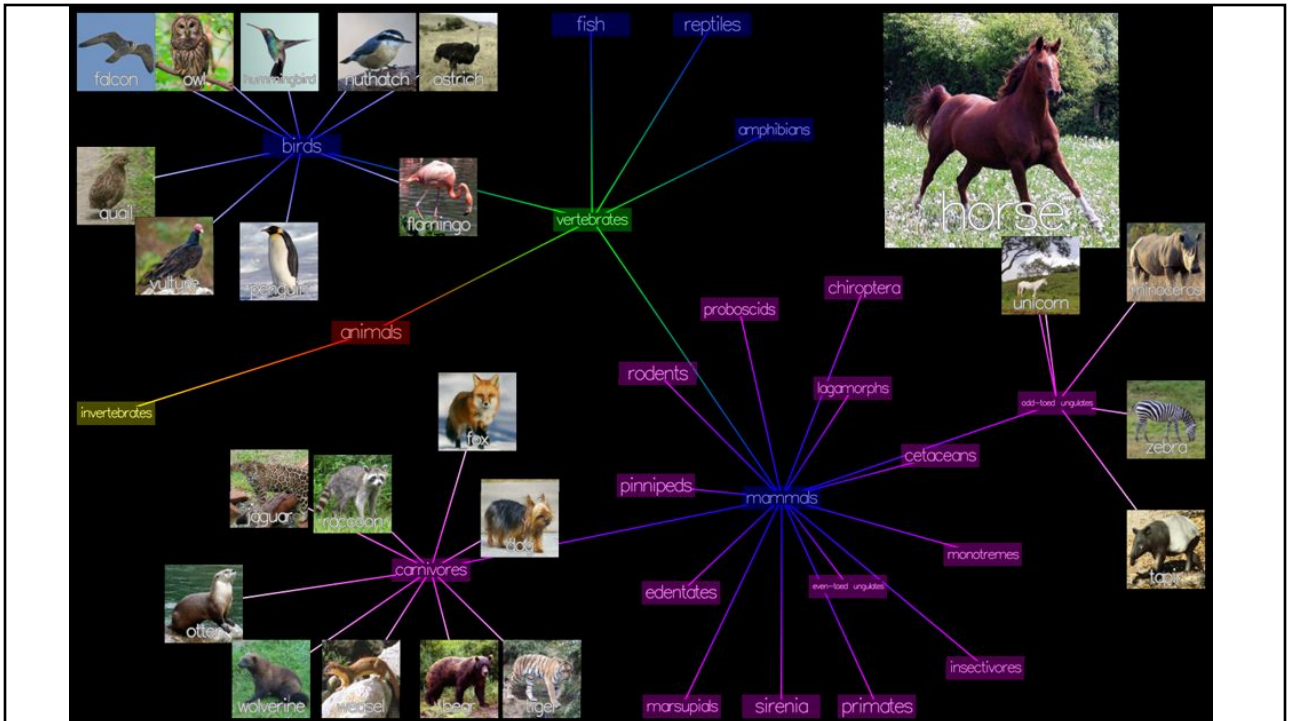 falcon
owl
hummingbird
nuthatch
ostrich
fish
reptiles
birds
amphibians
quail
flamingo
vertebrates
horse
vulture
penguin
unicorn
rhinoceros
chiroptera
proboscids
animals
rodents
lagamorphs
odd-toed ungulates
invertebrates
fox
zebra
cetaceans
jaguar
raccoon
pinnipeds
mammals
dog
carnivores
monotremes
tapir
even-toed ungulates
edentates
otter
insectivores
wolverine
weasel
bear
tiger
marsupials
sirenia
primates